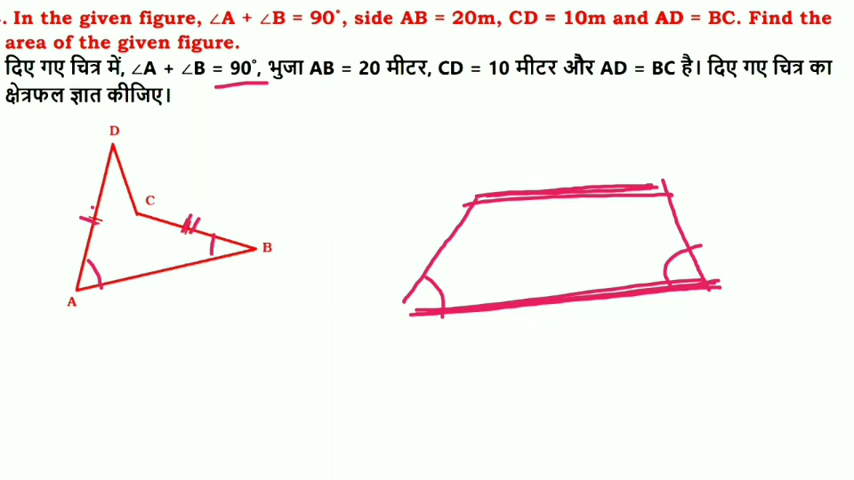 . In the given figure, ∠A + ∠B = 90°, side AB = 20m, CD = 10m and AD = BC. Find the
area of the given figure.
दिए गए चित्र में, ∠A + ∠B = 90°, भुजा AB = 20 मीटर, CD = 10 मीटर और AD = BC है। दिए गए चित्र का
क्षेत्रफल ज्ञात कीजिए।
D
C
B
A